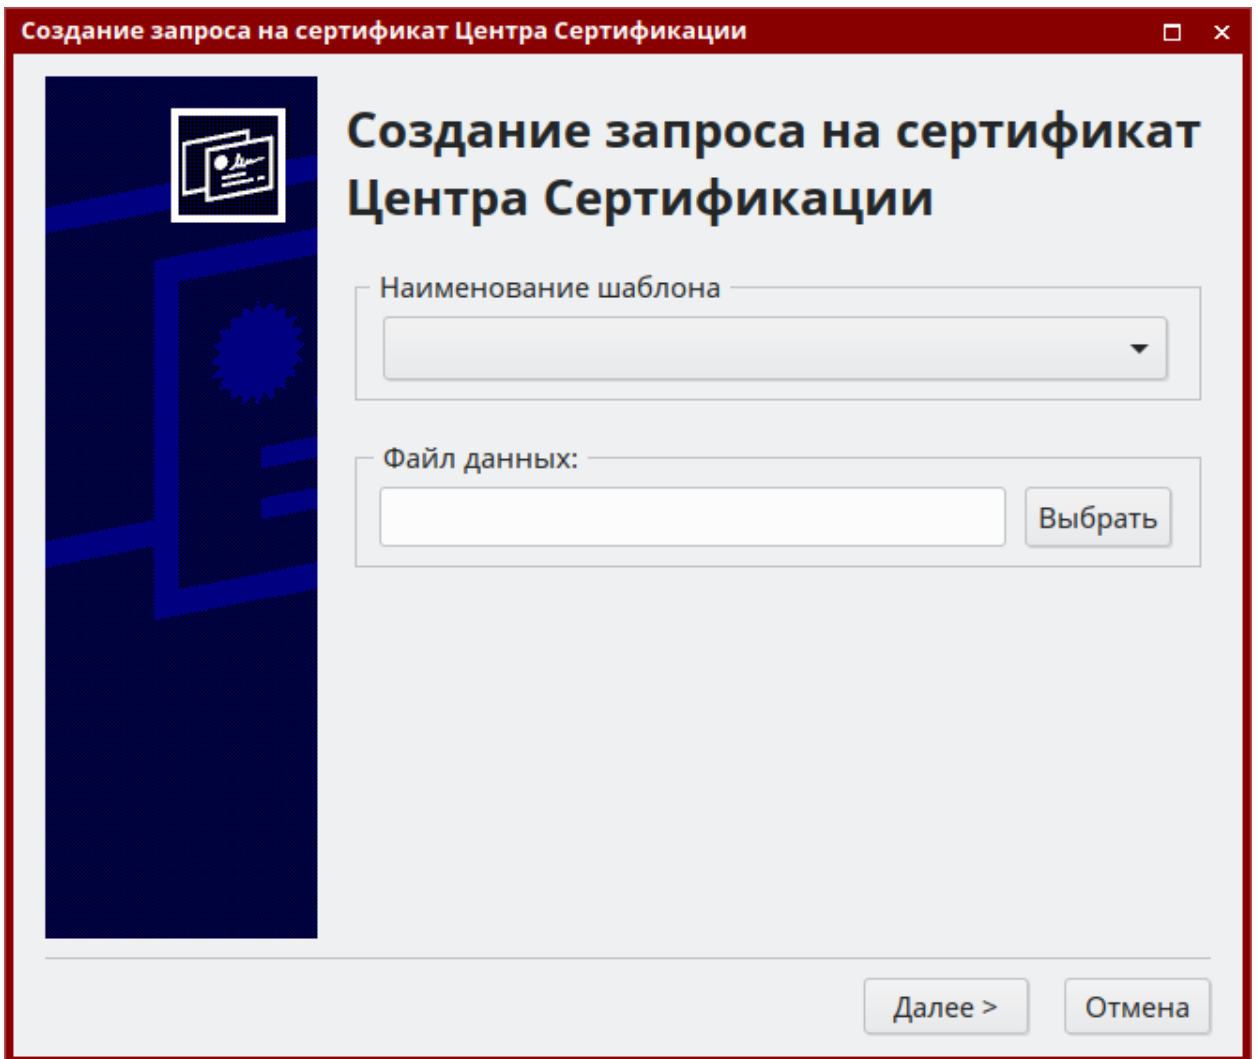 Создание запроса на сертификат Центра Сертификации
Создание запроса на сертификат
Центра Сертификации
Наименование шаблона
Файл данных:
Выбрать
Далее >
Отмена